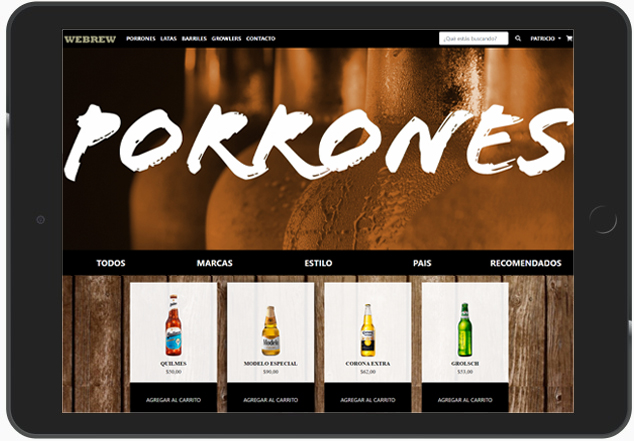 WEBREW PORRONES LATAS BARRILES GROWLERS CONTACTO ¿Qué estás buscando? PATRICIO
PORRONES
TODOS MARCAS ESTILO PAIS RECOMENDADOS
Modelo
QUILMES MODELO ESPECIAL CORONA EXTRA GROLSCH
$50,00 $90,00 $62,00 $55,00
AGREGAR AL CARRITO AGREGAR AL CARRITO AGREGAR AL CARRITO AGREGAR AL CARRITO